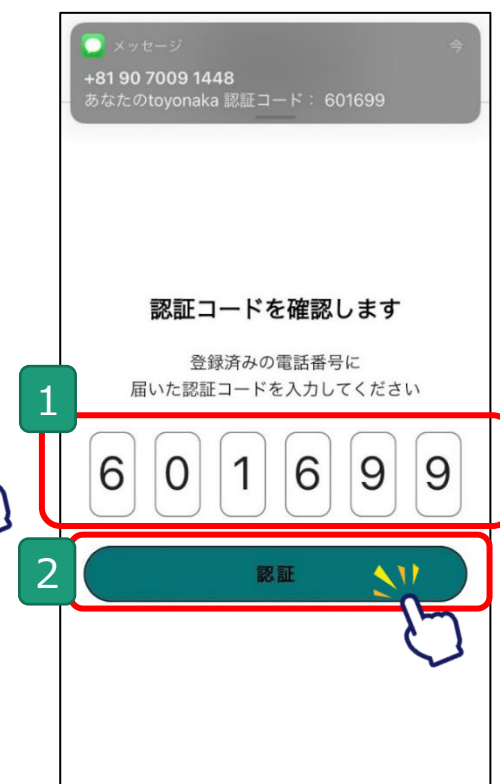 メッセージ
今
+81 90 7009 1448
あなたのtoyonaka 認証コード： 601699
認証コードを確認します
登録済みの電話番号に
届いた認証コードを入力してください
1
6 0 1 6 9 9
2
認証